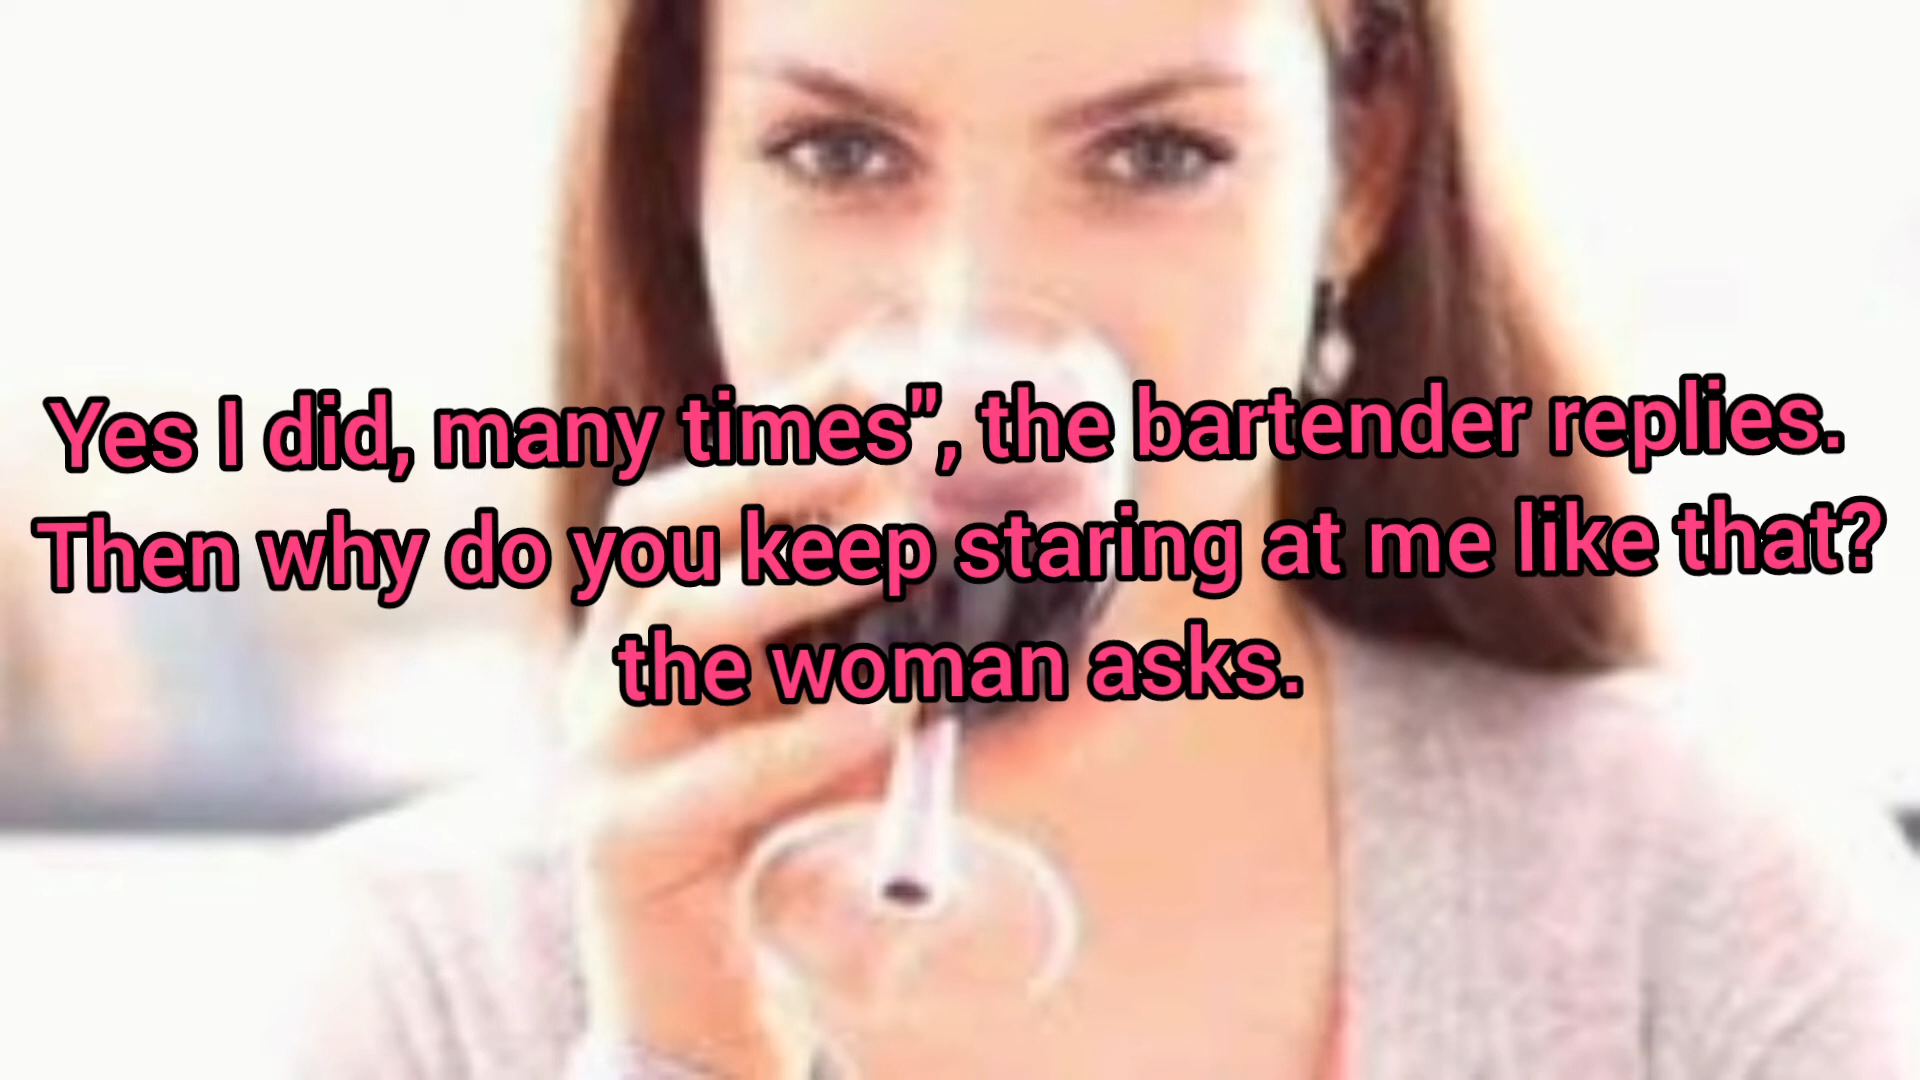 Yes I did, many times”, the bartender replies.
Then why do you keep staring at me like that?
the woman asks.